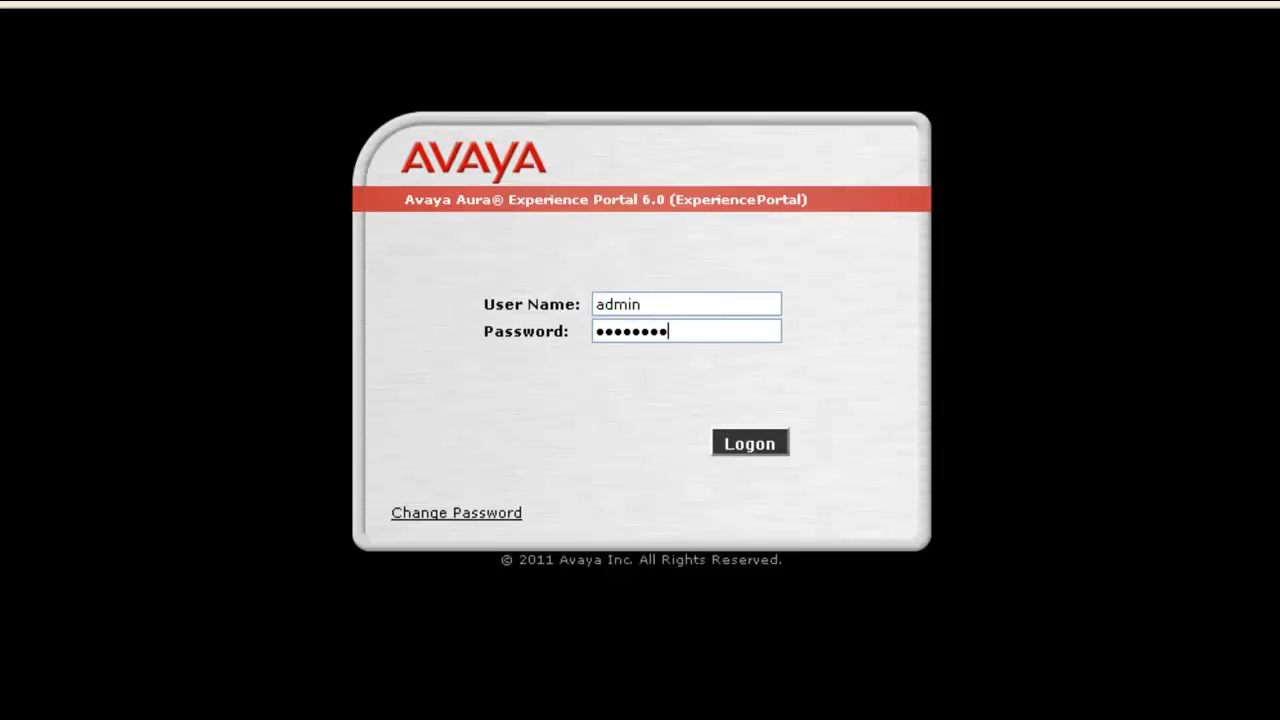 AVAYA
Avaya Aura® Experience Portal 6.0 (ExperiencePortal)
User Name: admin
Password: ••••••••
Logon
Change Password
© 2011 Avaya Inc. All Rights Reserved.